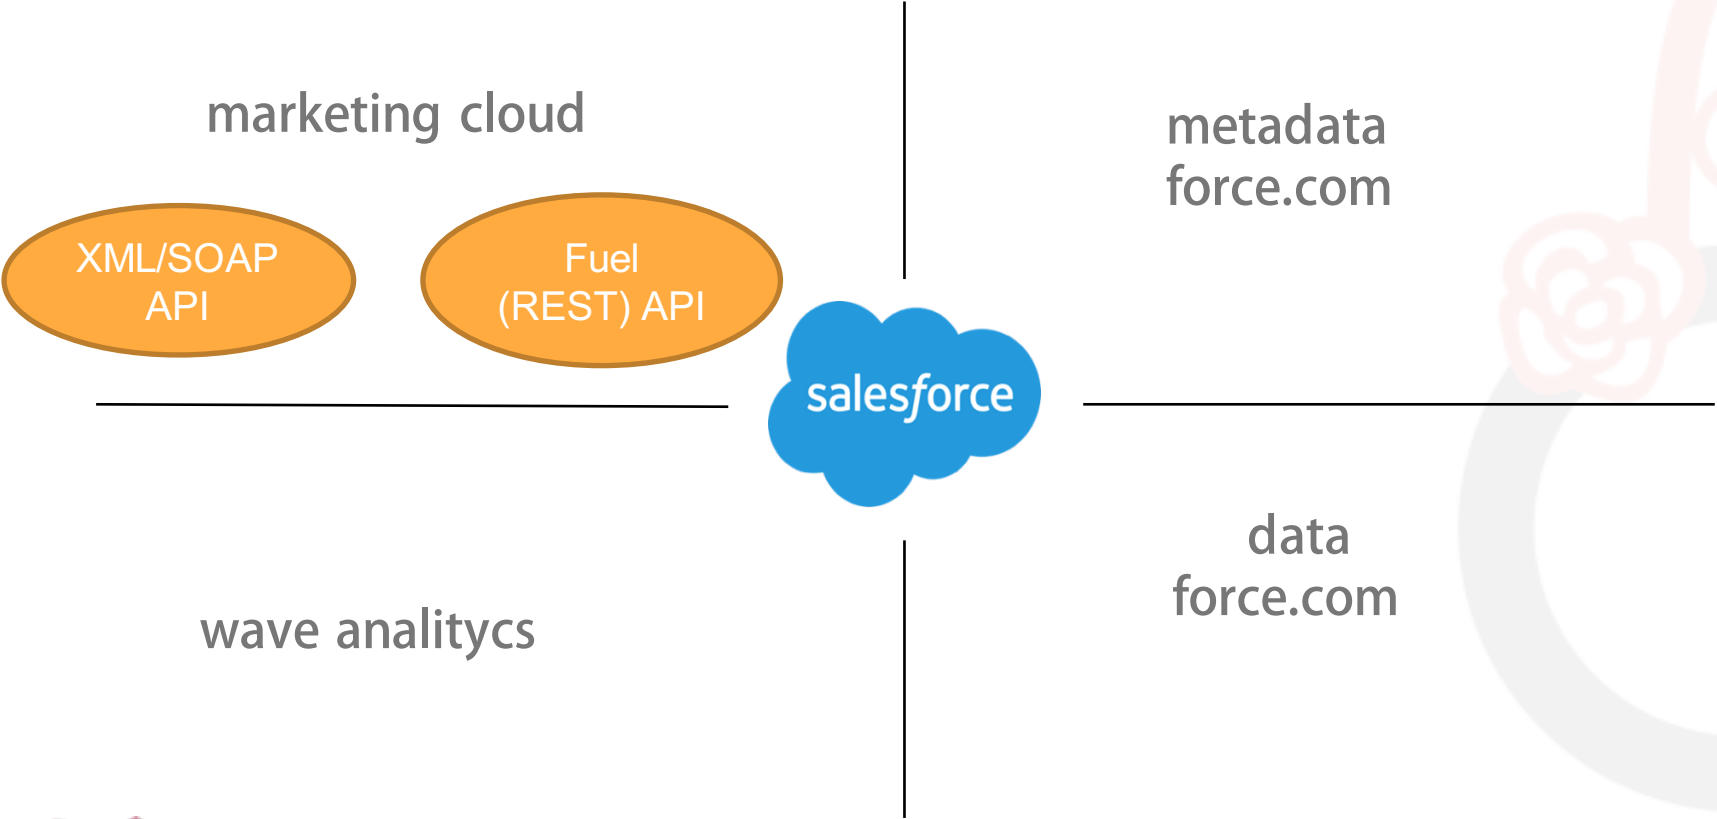 marketing cloud
XML/SOAP
API
Fuel
(REST) API
metadata
force.com
salesforce
wave analitycs
data
force.com